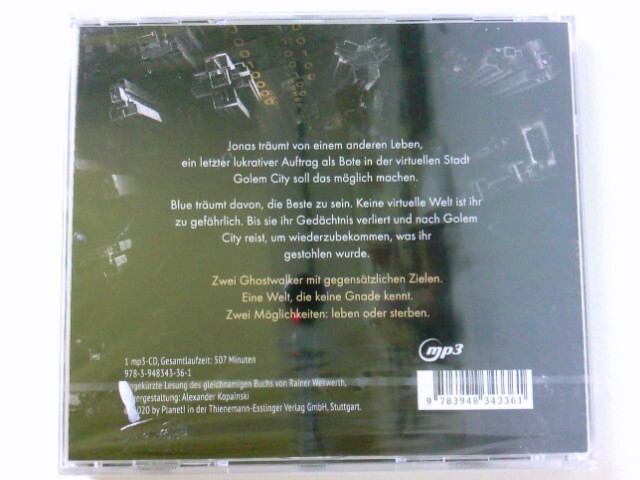 Jonas träumt von einem anderen Leben,
ein letzter lukrativer Auftrag als Bote in der virtuellen Stadt
Golem City soll das möglich machen.
Blue träumt davon, die Beste zu sein. Keine virtuelle Welt ist ihr
zu gefährlich. Bis sie ihr Gedächtnis verliert und nach Golem
City reist, um wiederzubekommen, was ihr
gestohlen wurde.
Zwei Ghostwalker mit gegensätzlichen Zielen.
Eine Welt, die keine Gnade kennt.
Zwei Möglichkeiten: leben oder sterben.
mp3
1 mp3-CD, Gesamtlaufzeit: 507 Minuten
978-3-948343-36-1
ngekürzte Lesung des gleichnamigen Buchs von Rainer Wekwerth,
vergestaltung: Alexander Kopainski
2020 by Planet! in der Thienemann-Esslinger Verlag GmbH, Stuttgart.
9 783948 343361